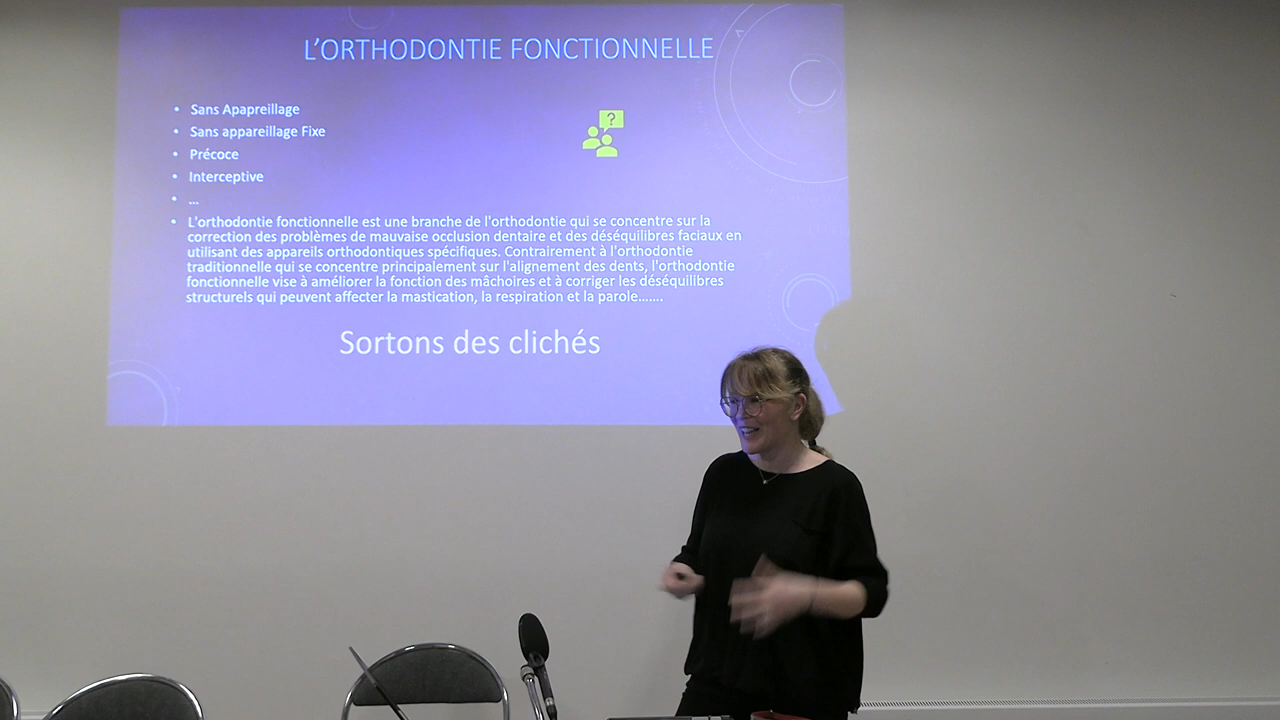 L'ORTHODONTIE FONCTIONNELLE
• Sans Apapreillage
• Sans appareillage Fixe
• Précoce
• Interceptive
• ...
• L'orthodontie fonctionnelle est une branche de l'orthodontie qui se concentre sur la
correction des problèmes de mauvaise occlusion dentaire et des déséquilibres faciaux en
utilisant des appareils orthodontiques spécifiques. Contrairement à l'orthodontie
traditionnelle qui se concentre principalement sur l'alignement des dents, l'orthodontie
fonctionnelle vise à améliorer la fonction des mâchoires et à corriger les déséquilibres
structurels qui peuvent affecter la mastication, la respiration et la parole.......
?
Sortons des clichés